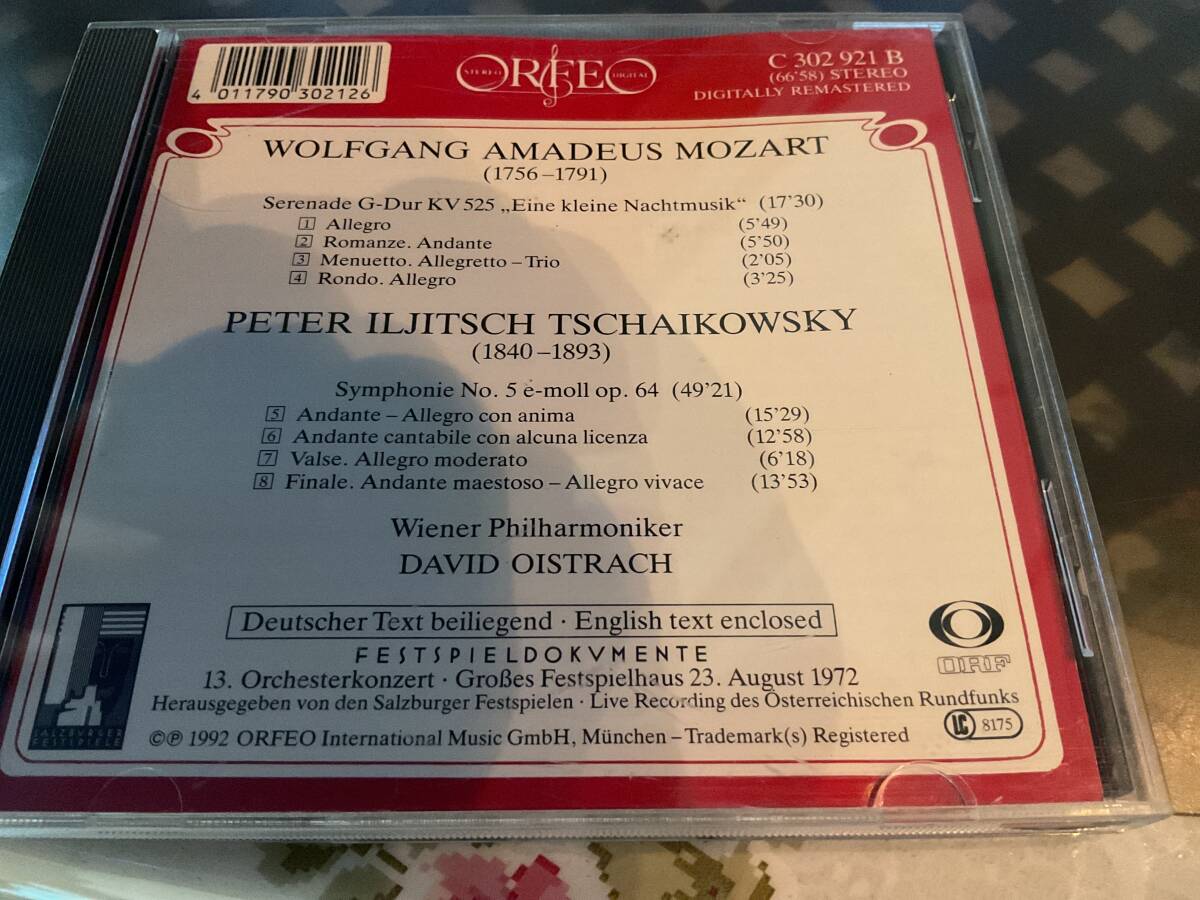 4 011790 302126
STEREO ORFEO DIGITAL
C 302 921 B
(66'58) STEREO
DIGITALLY REMASTERED
WOLFGANG AMADEUS MOZART
(1756–1791)
Serenade G-Dur KV 525 „Eine kleine Nachtmusik“ (17'30)
1 Allegro (5'49)
2 Romanze. Andante (5'50)
3 Menuetto. Allegretto – Trio (2'05)
4 Rondo. Allegro (3'25)
PETER ILJITSCH TSCHAIKOWSKY
(1840–1893)
Symphonie No. 5 e-moll op. 64 (49'21)
5 Andante – Allegro con anima (15'29)
6 Andante cantabile con alcuna licenza (12'58)
7 Valse. Allegro moderato (6'18)
8 Finale. Andante maestoso – Allegro vivace (13'53)
Wiener Philharmoniker
DAVID OISTRACH
Deutscher Text beiliegend · English text enclosed
FESTSPIELDOKVMENTE
13. Orchesterkonzert · Großes Festspielhaus 23. August 1972
Herausgegeben von den Salzburger Festspielen · Live Recording des Österreichischen Rundfunks
©℗ 1992 ORFEO International Music GmbH, München – Trademark(s) Registered
SALZBURGER
FESTSPIELE
ORF
LC 8175